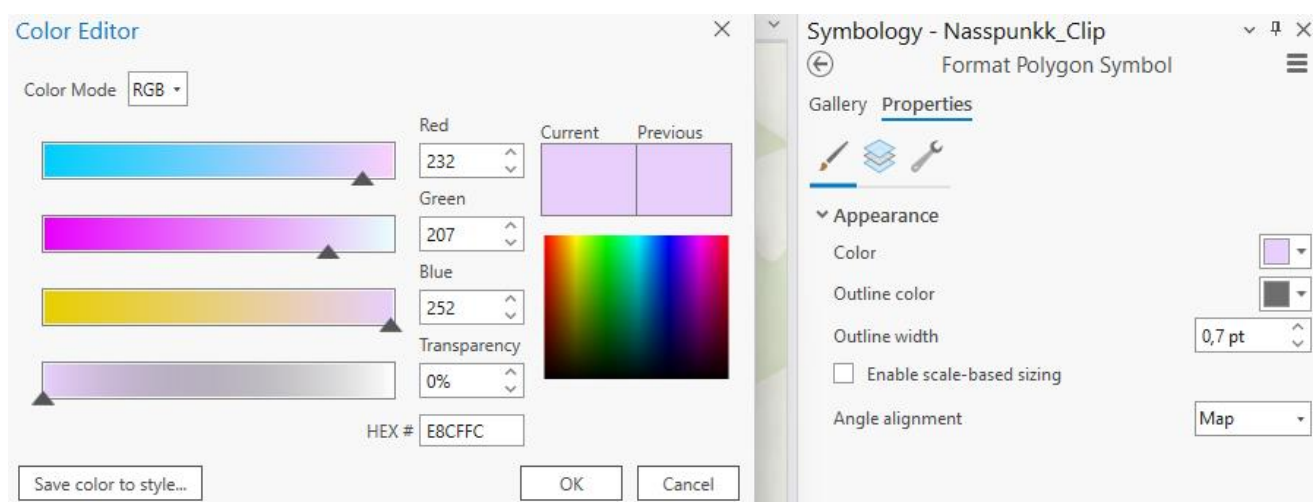 Color Editor
Color Mode RGB
Red
232
Green
207
Blue
252
Transparency
0%
HEX # E8CFFC
Current Previous
Save color to style...
OK
Cancel
Symbology - Nasspunkk_Clip
Format Polygon Symbol
Gallery Properties
Appearance
Color
Outline color
Outline width 0,7 pt
Enable scale-based sizing
Angle alignment Map